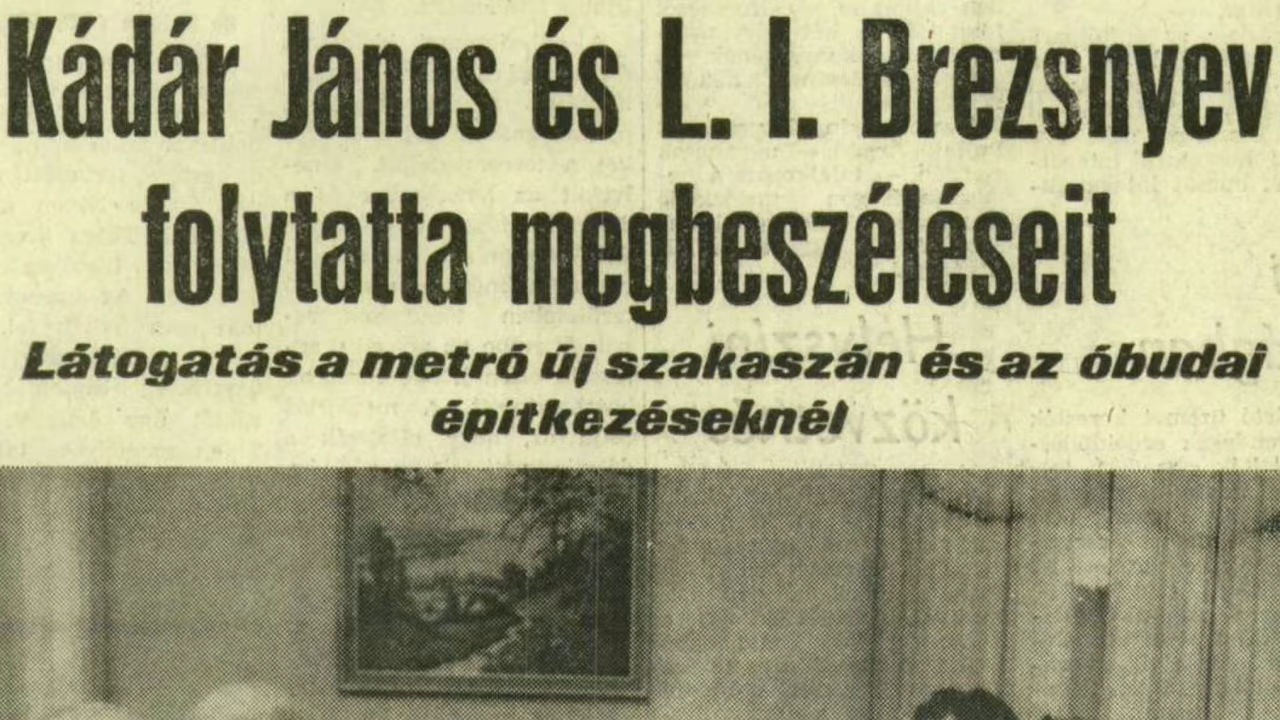 Kádár János és L. I. Brezsnyev
folytatta megbeszéléseit
Látogatás a metró új szakaszán és az óbudai
építkezéseknél